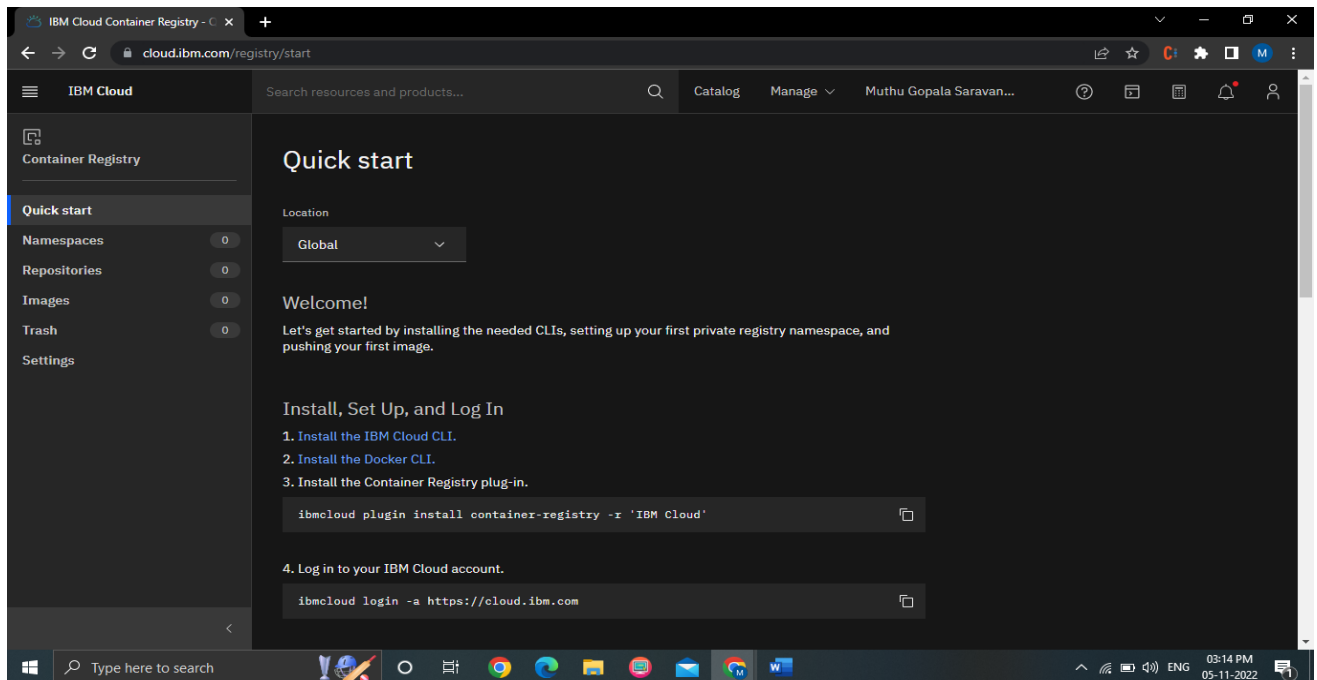 IBM Cloud Container Registry - C
cloud.ibm.com/registry/start
M
IBM Cloud
Search resources and products...
Catalog
Manage
Muthu Gopala Saravan...
Container Registry
Quick start
Namespaces 0
Repositories 0
Images 0
Trash 0
Settings
Quick start
Location
Global
Welcome!
Let's get started by installing the needed CLIs, setting up your first private registry namespace, and
pushing your first image.
Install, Set Up, and Log In
1. Install the IBM Cloud CLI.
2. Install the Docker CLI.
3. Install the Container Registry plug-in.
ibmcloud plugin install container-registry -r 'IBM Cloud'
4. Log in to your IBM Cloud account.
ibmcloud login -a https://cloud.ibm.com
Type here to search
ENG
03:14 PM
05-11-2022
1